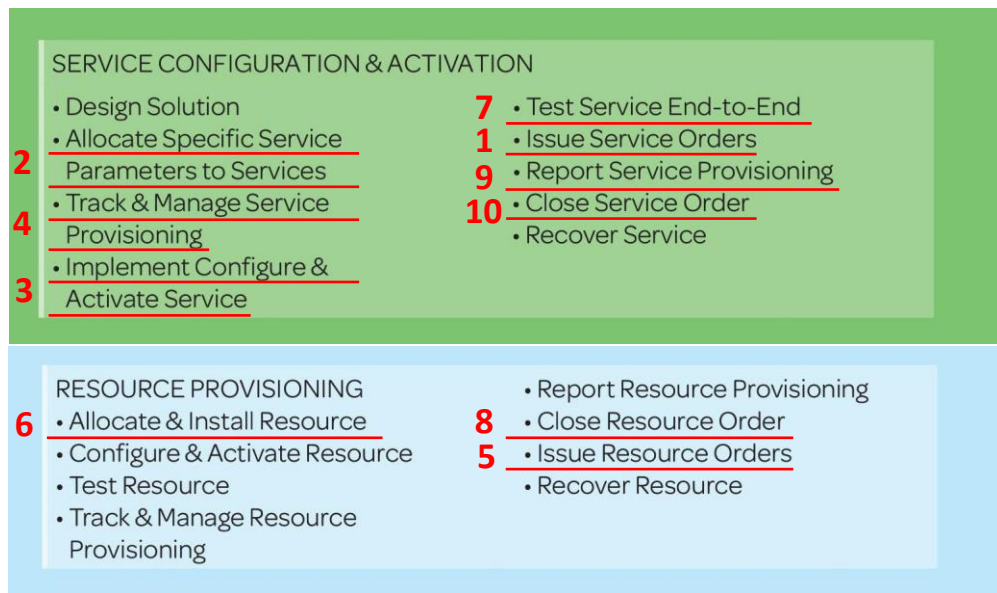 SERVICE CONFIGURATION & ACTIVATION
• Design Solution
• Allocate Specific Service
2 Parameters to Services
• Track & Manage Service
4 Provisioning
• Implement Configure &
3 Activate Service
7 • Test Service End-to-End
1 • Issue Service Orders
9 • Report Service Provisioning
10 • Close Service Order
• Recover Service
RESOURCE PROVISIONING
6 • Allocate & Install Resource
• Configure & Activate Resource
• Test Resource
• Track & Manage Resource
Provisioning
• Report Resource Provisioning
8 • Close Resource Order
5 • Issue Resource Orders
• Recover Resource